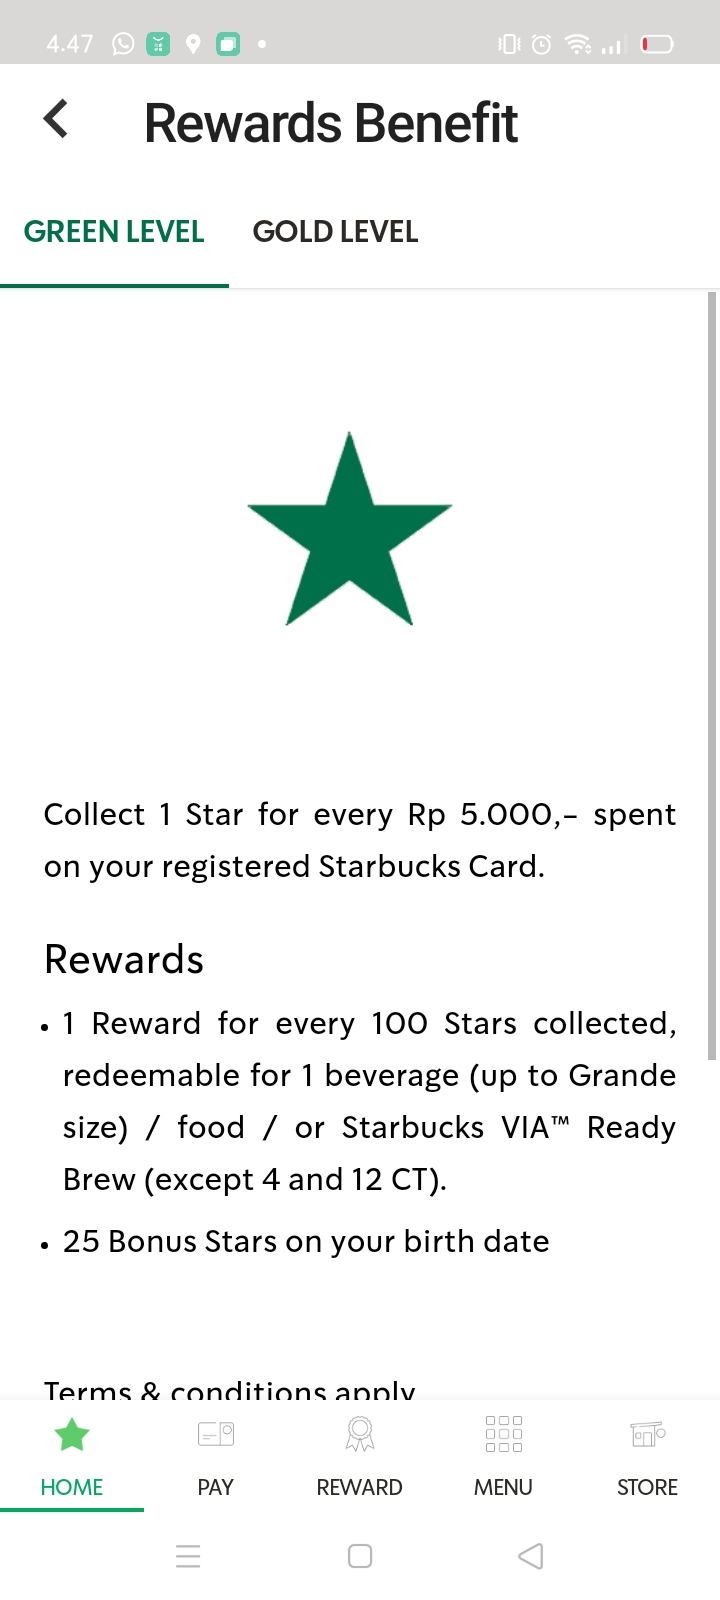 4.47
Rewards Benefit
GREEN LEVEL GOLD LEVEL
Collect 1 Star for every Rp 5.000,– spent
on your registered Starbucks Card.
Rewards
• 1 Reward for every 100 Stars collected,
redeemable for 1 beverage (up to Grande
size) / food / or Starbucks VIA™ Ready
Brew (except 4 and 12 CT).
• 25 Bonus Stars on your birth date
Terms & conditions apply
HOME PAY REWARD MENU STORE